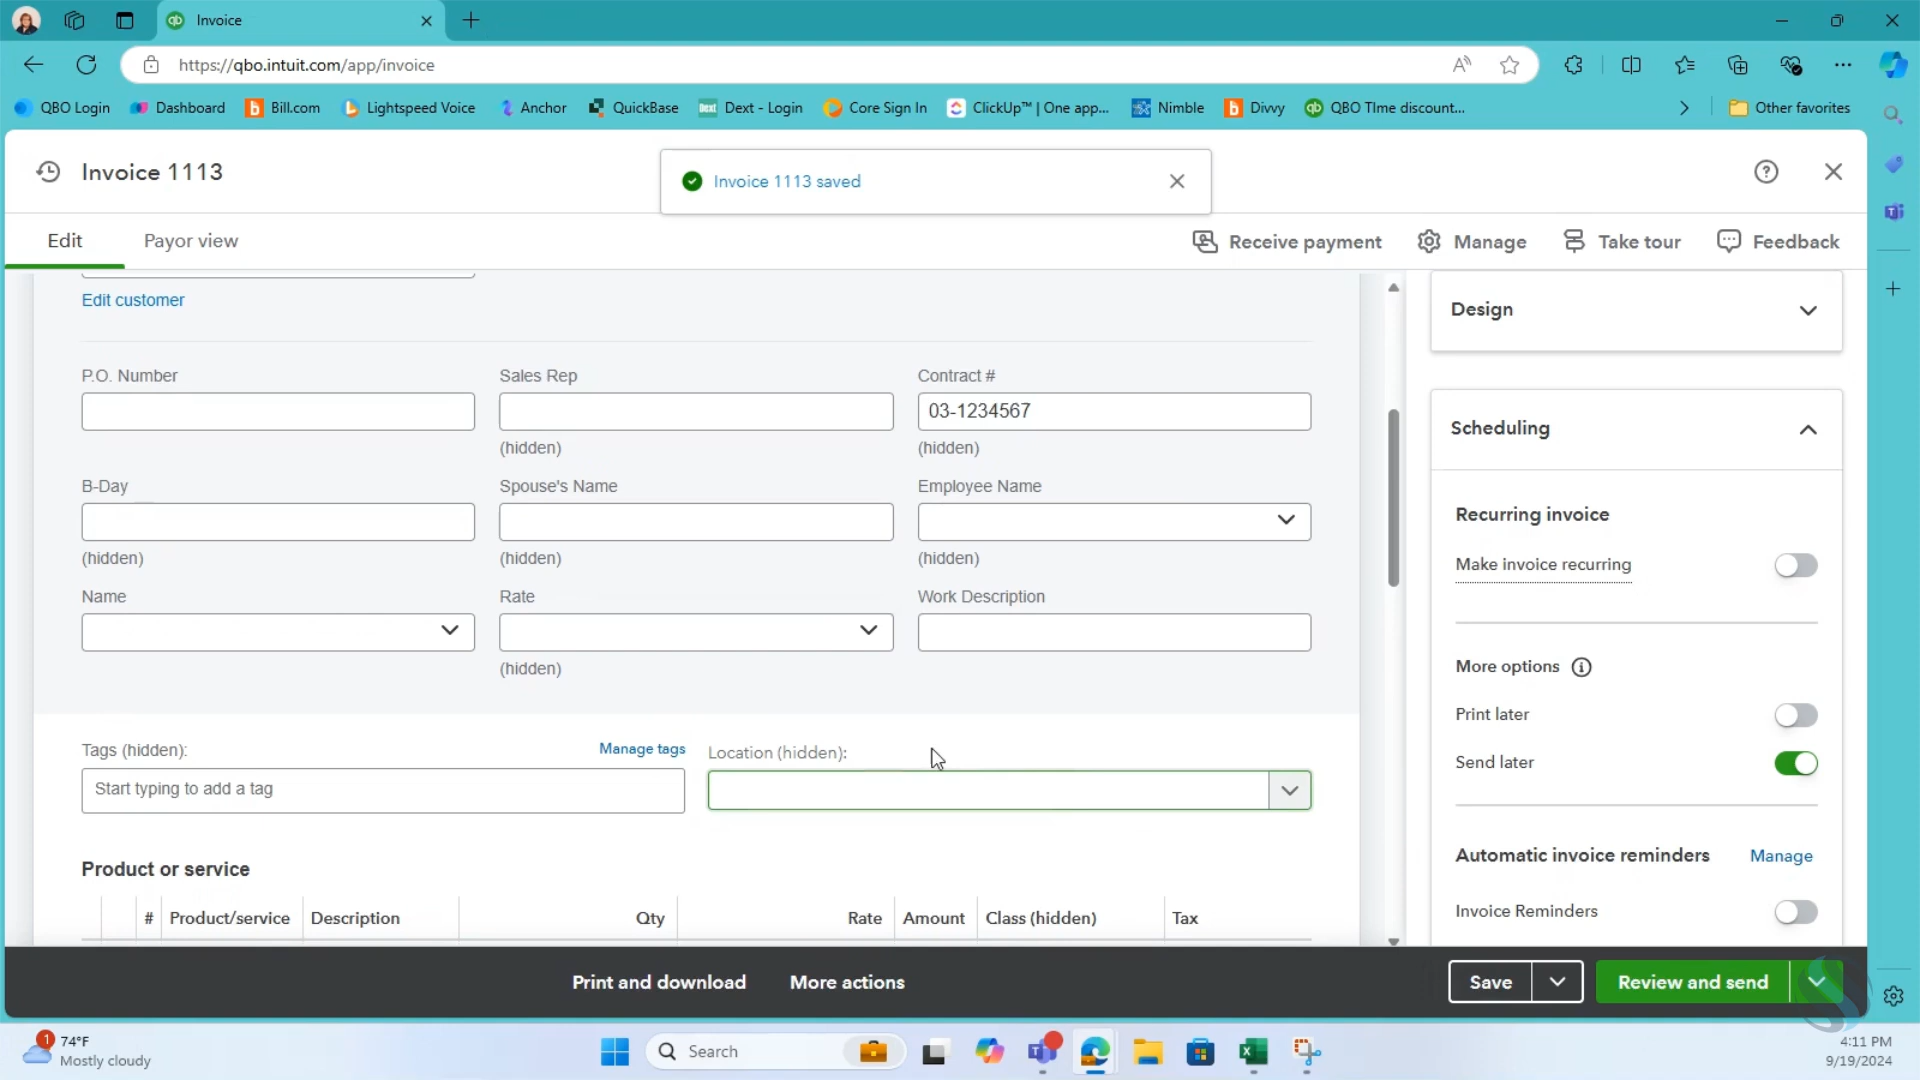 Invoice
https://qbo.intuit.com/app/invoice
QBO Login
Dashboard
Bill.com
Lightspeed Voice
Anchor
QuickBase
Dext - Login
Core Sign In
ClickUp™ | One app...
Nimble
Divvy
QBO TIme discount...
Other favorites
Invoice 1113
Invoice 1113 saved
Edit
Payor view
Receive payment
Manage
Take tour
Feedback
Edit customer
Design
P.O. Number
Sales Rep
Contract #
03-1234567
(hidden)
(hidden)
Scheduling
B-Day
Spouse's Name
Employee Name
Recurring invoice
(hidden)
(hidden)
(hidden)
Make invoice recurring
Name
Rate
Work Description
(hidden)
More options
Print later
Tags (hidden):
Manage tags
Location (hidden):
Send later
Start typing to add a tag
Product or service
Automatic invoice reminders
Manage
# Product/service Description Qty Rate Amount Class (hidden) Tax
Invoice Reminders
Print and download
More actions
Save
Review and send
1
74°F
Mostly cloudy
Search
4:11 PM
9/19/2024